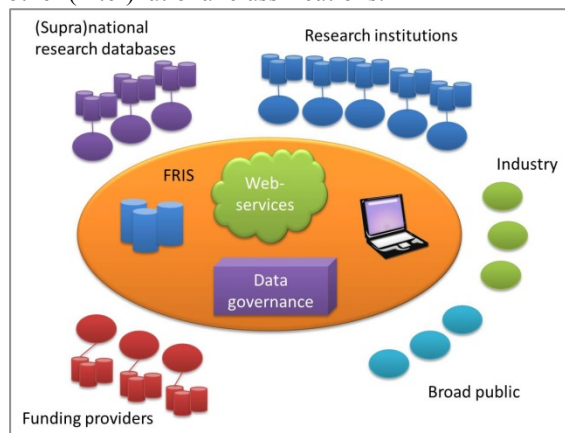 (Supra)national
research databases
Research institutions
Industry
FRIS
Web-
services
Data
governance
Broad public
Funding providers